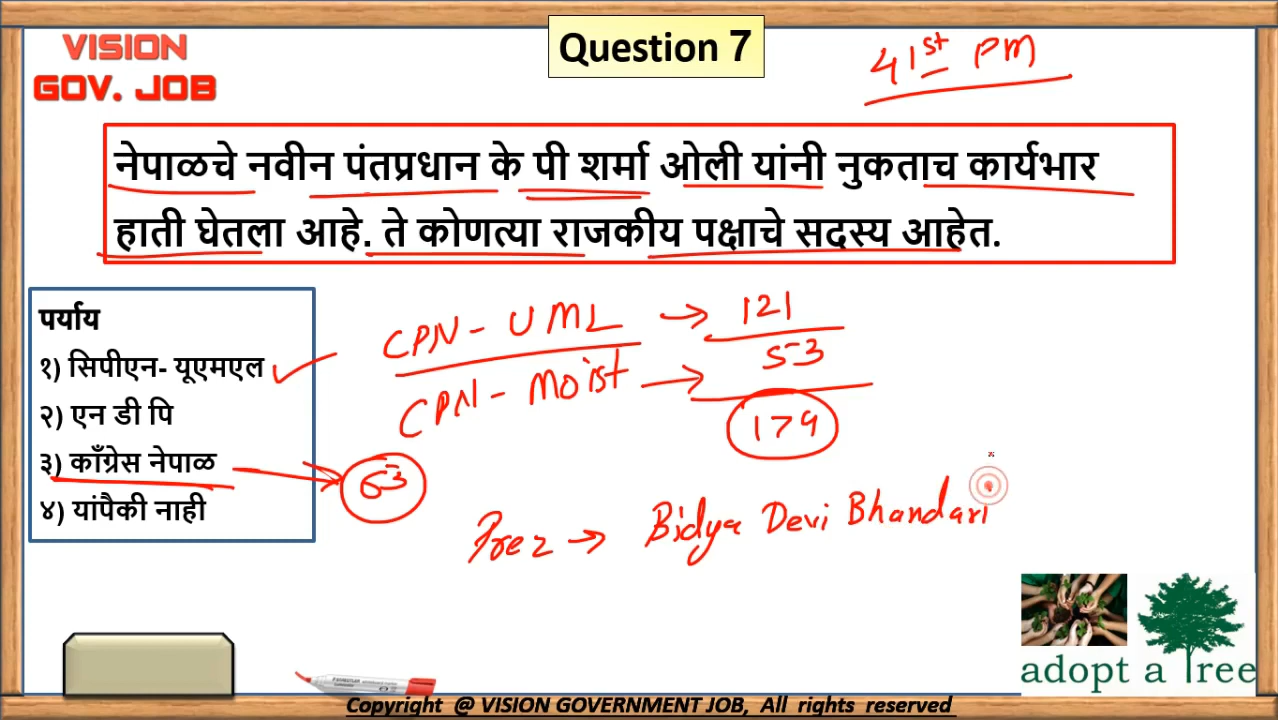 VISION
GOV. JOB
Question 7
41st PM
नेपाळचे नवीन पंतप्रधान के पी शर्मा ओली यांनी नुकताच कार्यभार
हाती घेतला आहे. ते कोणत्या राजकीय पक्षाचे सदस्य आहेत.
पर्याय
१) सिपीएन- यूएमएल
२) एन डी पि
३) काँग्रेस नेपाळ
४) यांपैकी नाही
CPN - UML → 121
CPN - Moist → 53
179
63
Prez → Bidya Devi Bhandari
adopt a Tree
Copyright @ VISION GOVERNMENT JOB, All rights reserved